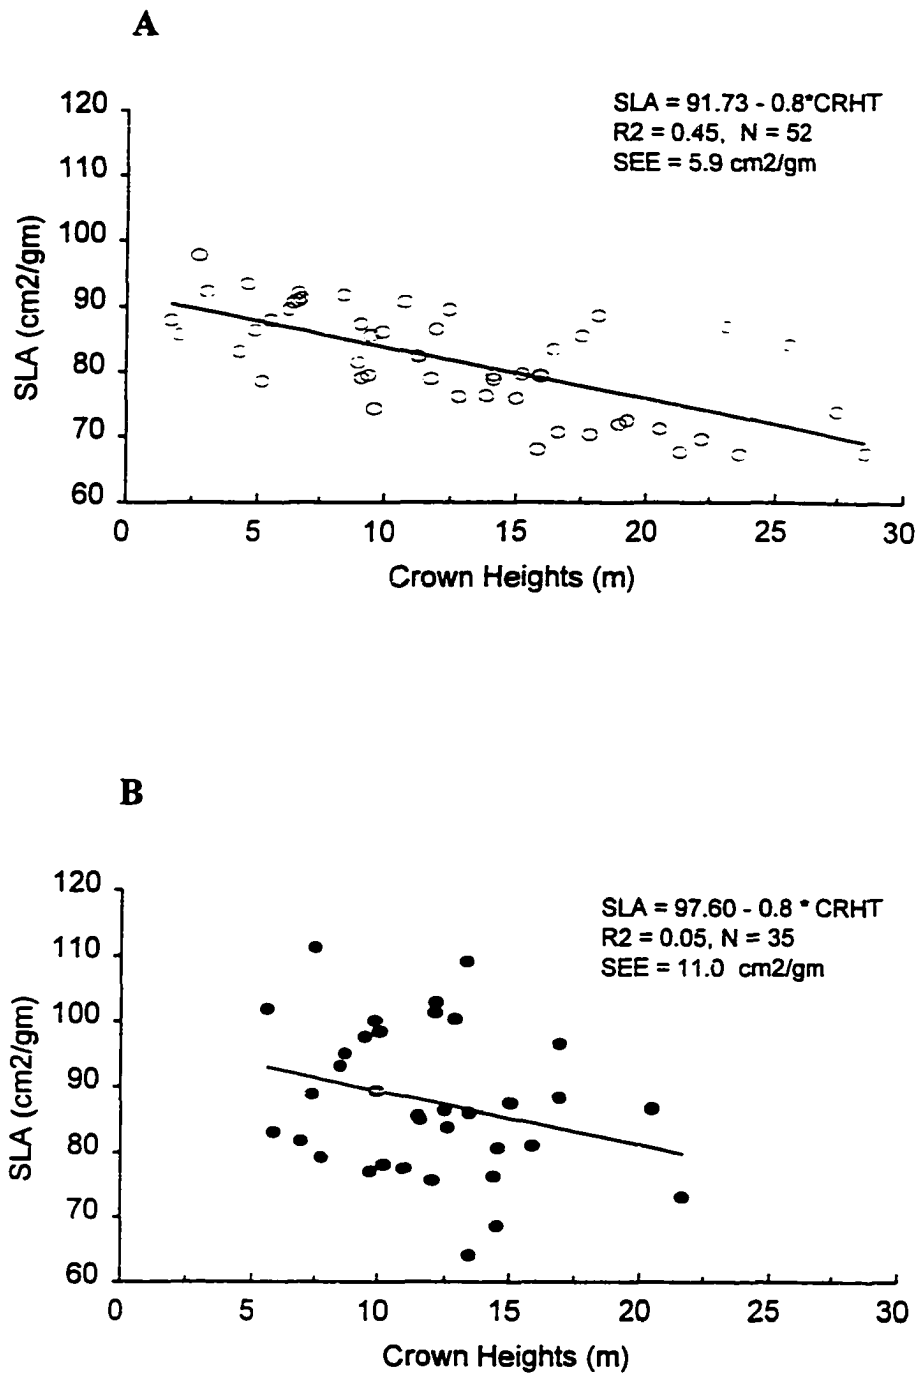 A
SLA = 91.73 - 0.8*CRHT
R2 = 0.45, N = 52
SEE = 5.9 cm2/gm
120
110
100
90
80
70
60
SLA (cm2/gm)
0 5 10 15 20 25 30
Crown Heights (m)
B
SLA = 97.60 - 0.8 * CRHT
R2 = 0.05, N = 35
SEE = 11.0 cm2/gm
120
110
100
90
80
70
60
SLA (cm2/gm)
0 5 10 15 20 25 30
Crown Heights (m)